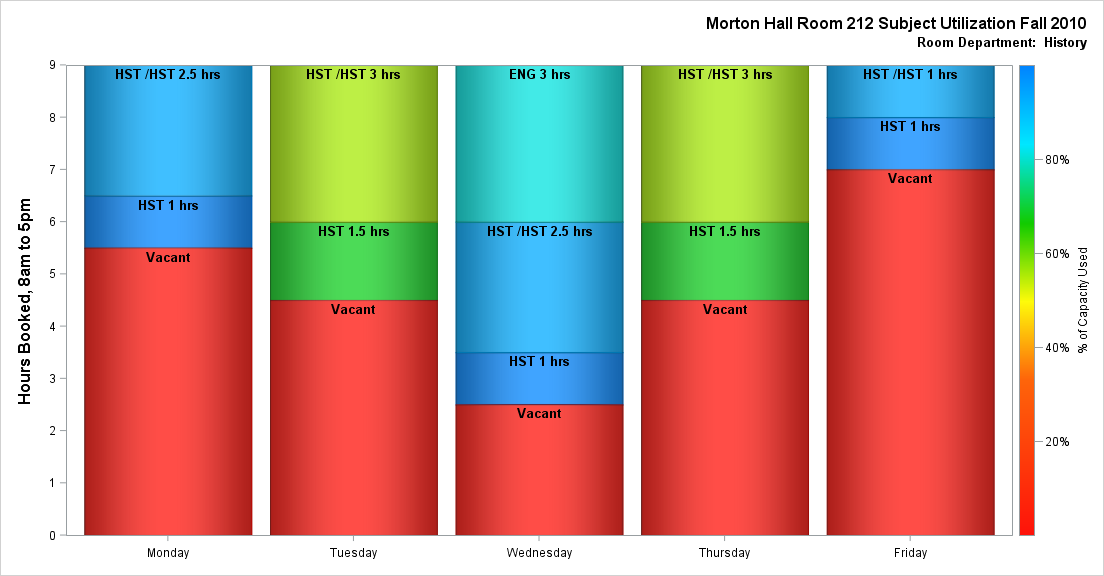 Morton Hall Room 212 Subject Utilization Fall 2010
Room Department:  History
Hours Booked, 8am to 5pm
9
8
7
6
5
4
3
2
1
0
HST /HST 2.5 hrs
HST 1 hrs
Vacant
HST /HST 3 hrs
HST 1.5 hrs
Vacant
ENG 3 hrs
HST /HST 2.5 hrs
HST 1 hrs
Vacant
HST /HST 3 hrs
HST 1.5 hrs
Vacant
HST /HST 1 hrs
HST 1 hrs
Vacant
Monday
Tuesday
Wednesday
Thursday
Friday
80%
60%
40%
20%
% of Capacity Used